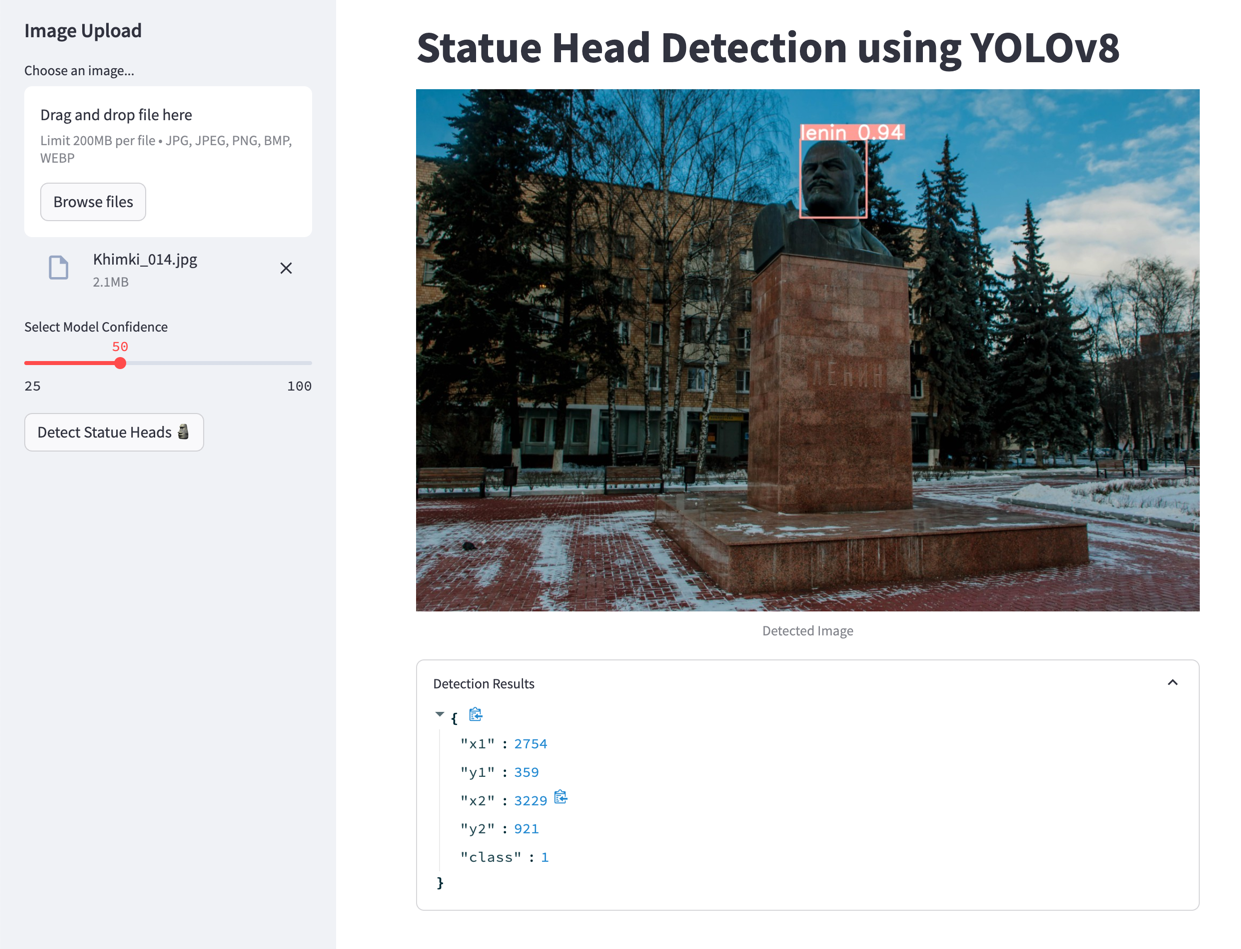 Image Upload
Choose an image...
Drag and drop file here
Limit 200MB per file • JPG, JPEG, PNG, BMP,
WEBP
Browse files
Khimki_014.jpg
2.1MB
Select Model Confidence
50
25 100
Detect Statue Heads 🗿
Statue Head Detection using YOLOv8
lenin 0.94
ЛЕНИН
Detected Image
Detection Results
{
"x1" : 2754
"y1" : 359
"x2" : 3229
"y2" : 921
"class" : 1
}